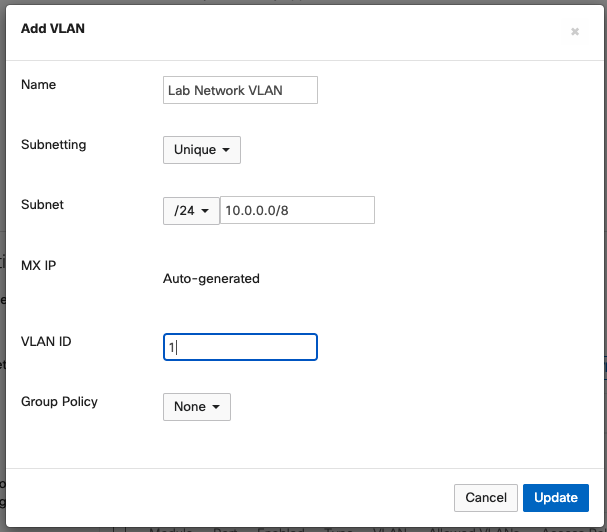 Add VLAN
Name
Lab Network VLAN
Subnetting
Unique
Subnet
/24
10.0.0.0/8
MX IP
Auto-generated
VLAN ID
1
Group Policy
None
Cancel
Update